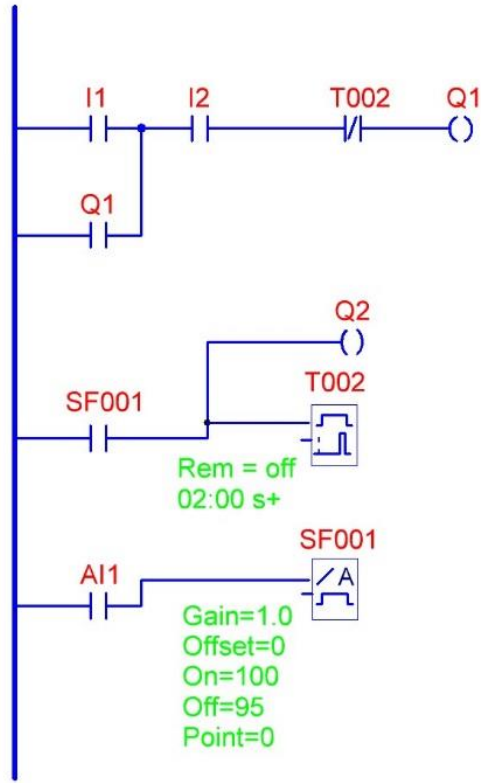 I1 I2 T002 Q1
Q1
Q2
T002
SF001
Rem = off
02:00 s+
SF001
AI1
A
Gain=1.0
Offset=0
On=100
Off=95
Point=0